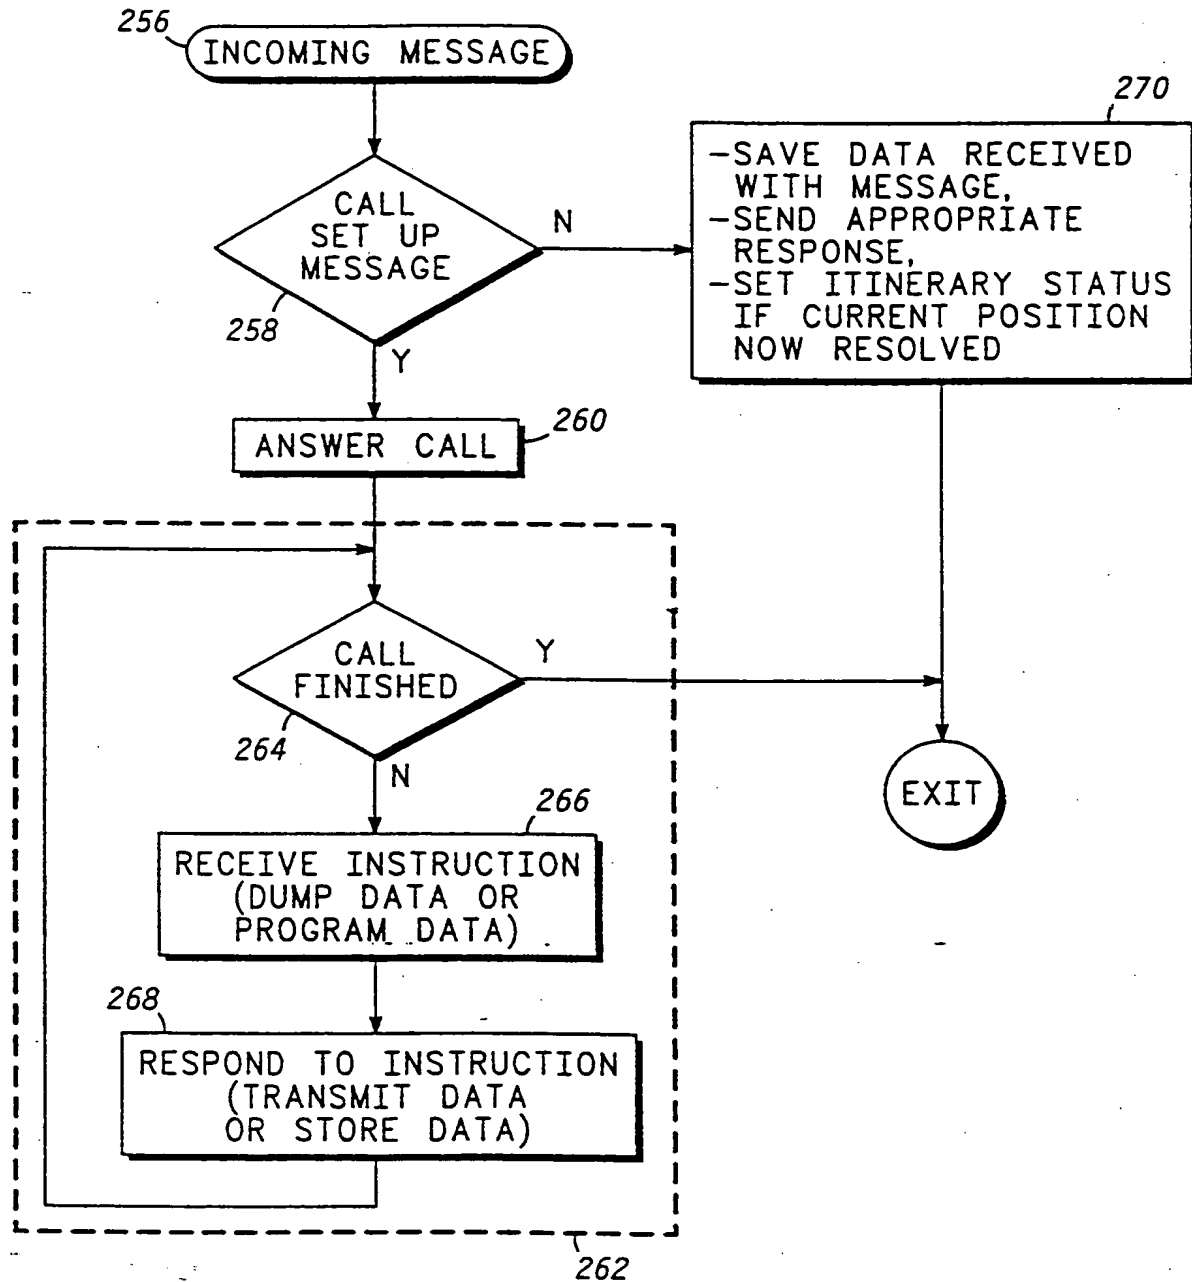 256
INCOMING MESSAGE
270
-SAVE DATA RECEIVED
WITH MESSAGE,
-SEND APPROPRIATE
RESPONSE,
-SET ITINERARY STATUS
IF CURRENT POSITION
NOW RESOLVED
CALL
SET UP
MESSAGE
N
258
Y
260
ANSWER CALL
CALL
FINISHED
Y
264
N
EXIT
266
RECEIVE INSTRUCTION
(DUMP DATA OR
PROGRAM DATA)
268
RESPOND TO INSTRUCTION
(TRANSMIT DATA
OR STORE DATA)
262